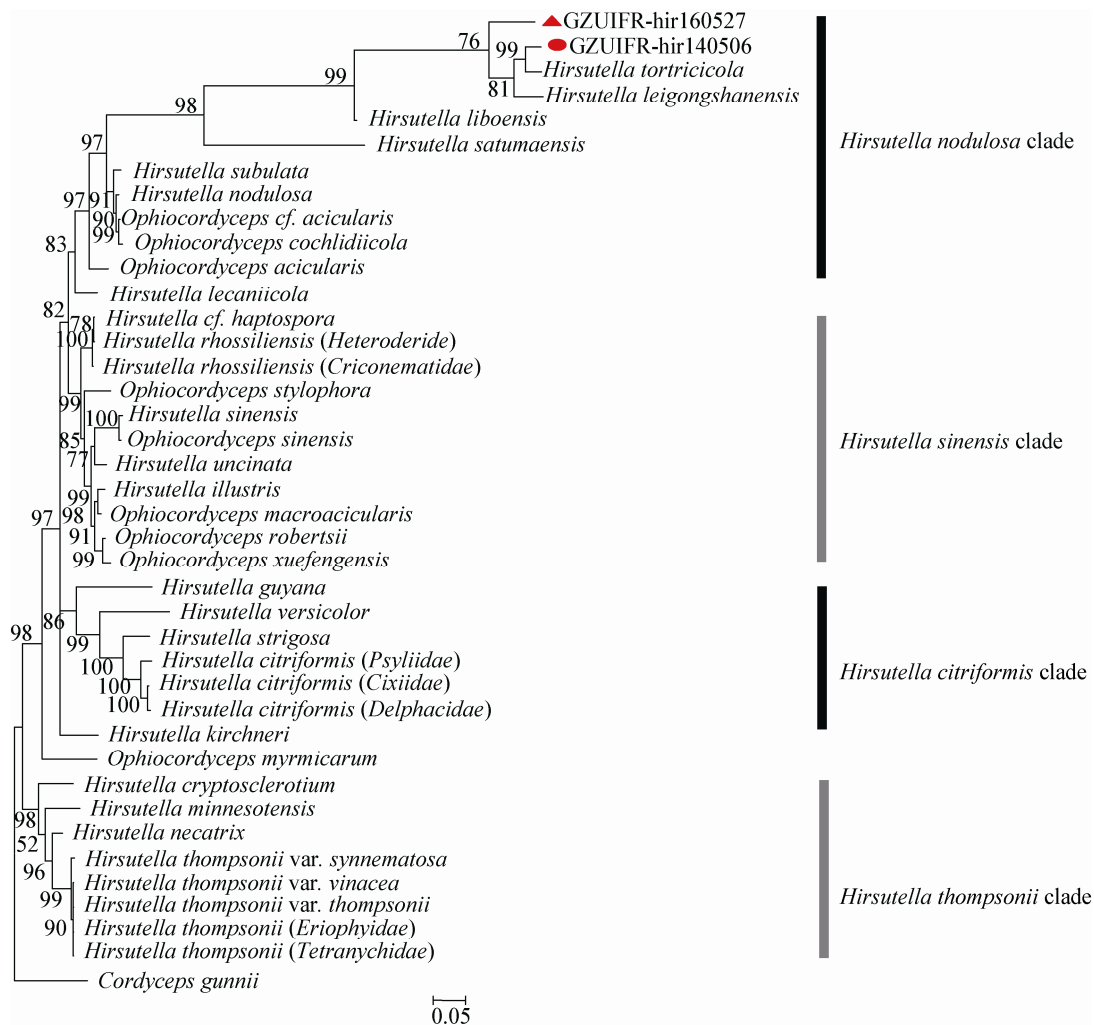 GZUIFR-hir160527
76
99
GZUIFR-hir140506
Hirsutella tortricicola
99
81
Hirsutella leigongshanensis
98
Hirsutella liboensis
97
Hirsutella satumaensis
Hirsutella nodulosa clade
Hirsutella subulata
97
91
Hirsutella nodulosa
90
Ophiocordyceps cf. acicularis
99
83
Ophiocordyceps cochlidiicola
Ophiocordyceps acicularis
Hirsutella lecaniicola
82
78
Hirsutella cf. haptospora
100
Hirsutella rhossiliensis (Heteroderide)
Hirsutella rhossiliensis (Criconematidae)
Ophiocordyceps stylophora
99
100
Hirsutella sinensis
85
Ophiocordyceps sinensis
Hirsutella sinensis clade
77
Hirsutella uncinata
99
Hirsutella illustris
97
98
Ophiocordyceps macroacicularis
91
Ophiocordyceps robertsii
99
Ophiocordyceps xuefengensis
Hirsutella guyana
86
Hirsutella versicolor
98
99
Hirsutella strigosa
100
Hirsutella citriformis (Psyliidae)
Hirsutella citriformis clade
100
Hirsutella citriformis (Cixiidae)
100
Hirsutella citriformis (Delphacidae)
Hirsutella kirchneri
Ophiocordyceps myrmicarum
Hirsutella cryptosclerotium
98
Hirsutella minnesotensis
52
Hirsutella necatrix
96
Hirsutella thompsonii var. synnematosa
99
Hirsutella thompsonii var. vinacea
Hirsutella thompsonii clade
Hirsutella thompsonii var. thompsonii
90
Hirsutella thompsonii (Eriophyidae)
Hirsutella thompsonii (Tetranychidae)
Cordyceps gunnii
0.05